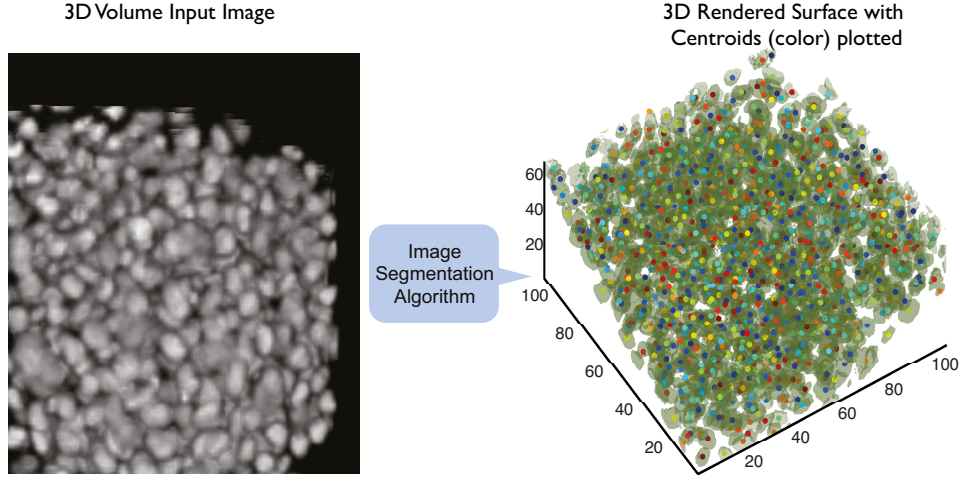 3D Volume Input Image
3D Rendered Surface with
Centroids (color) plotted
Image
Segmentation
Algorithm
60
40
20
100
80
60
40
20
20
40
60
80
100